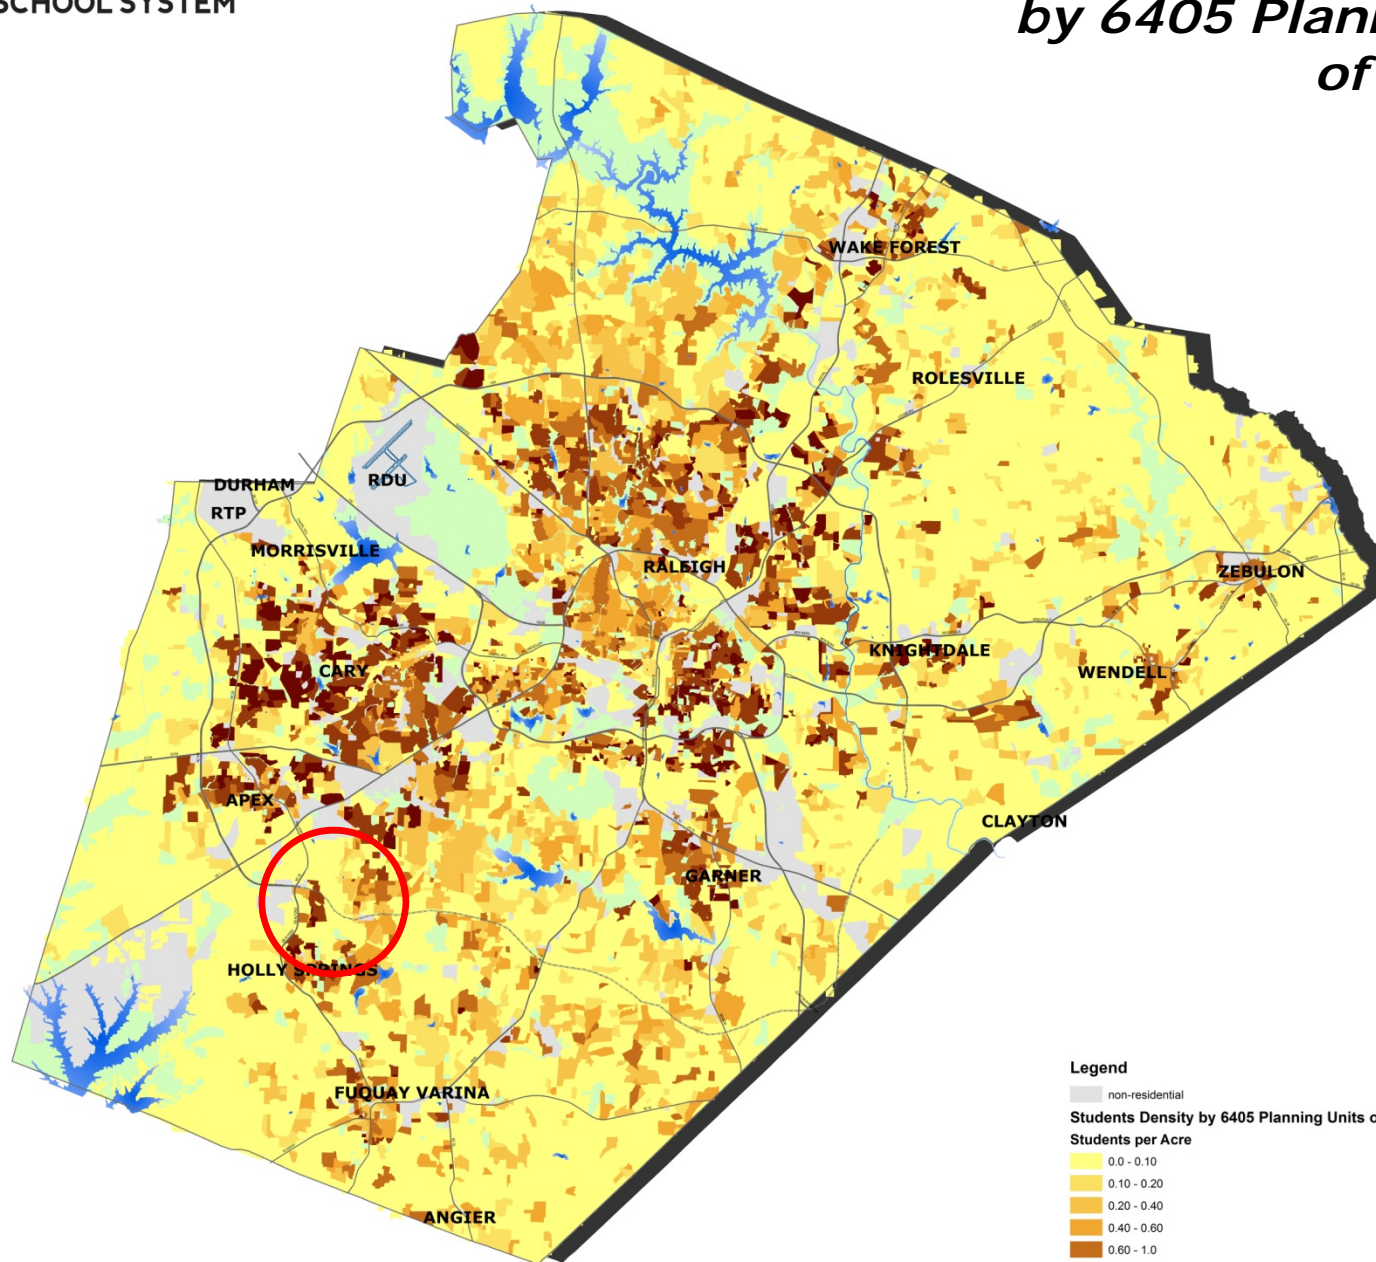 SCHOOL SYSTEM
by 6405 Plann
of
WAKE FOREST
ROLESVILLE
DURHAM
RDU
RTP
MORRISVILLE
RALEIGH
ZEBULON
KNIGHTDALE
CARY
WENDELL
APEX
CLAYTON
GARNER
HOLLY SPRINGS
FUQUAY VARINA
ANGIER
Legend
non-residential
Students Density by 6405 Planning Units o
Students per Acre
0.0 - 0.10
0.10 - 0.20
0.20 - 0.40
0.40 - 0.60
0.60 - 1.0